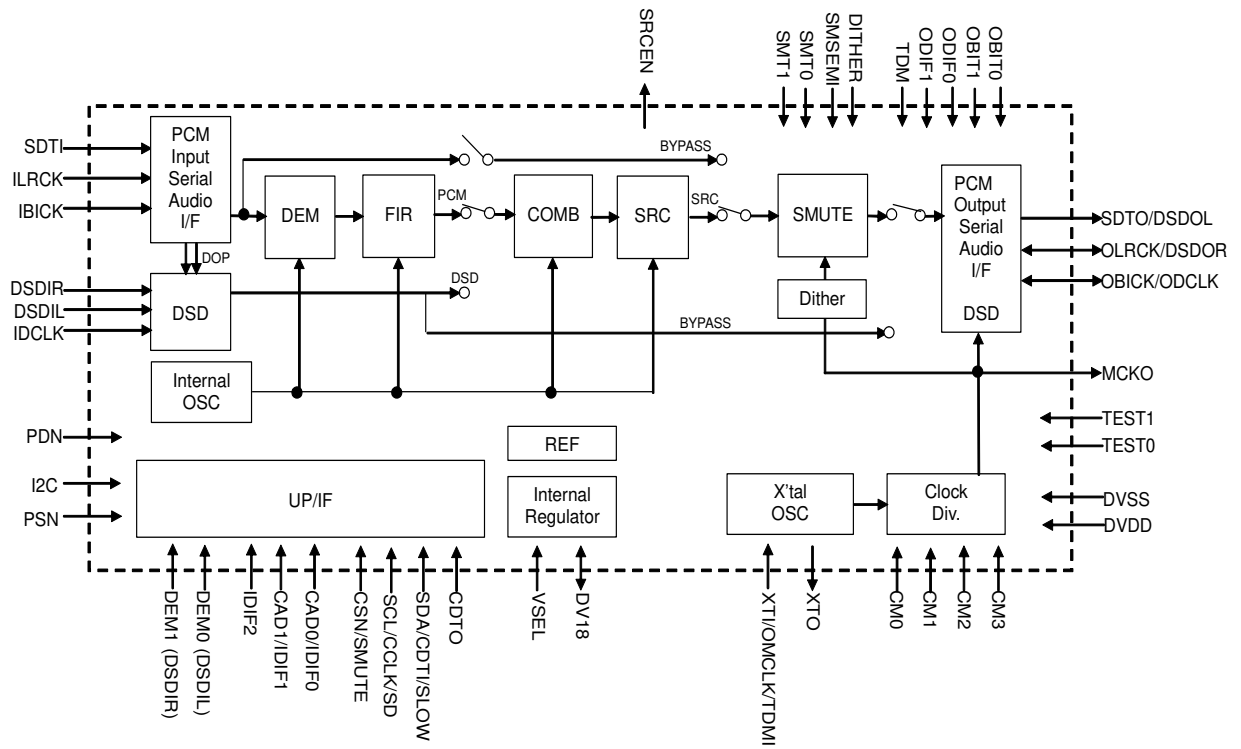 SRCEN
SMT1
SMT0
SMSEMI
DITHER
TDM
ODIF1
ODIF0
OBIT1
OBIT0
SDTI
ILRCK
IBICK
PCM
Input
Serial
Audio
I/F
DOP
DEM
FIR
PCM
COMB
SRC
SRC
BYPASS
SMUTE
Dither
PCM
Output
Serial
Audio
I/F
DSD
SDTO/DSDOL
OLRCK/DSDOR
OBICK/ODCLK
DSDIR
DSDIL
IDCLK
DSD
DSD
BYPASS
Internal
OSC
MCKO
TEST1
TEST0
PDN
I2C
PSN
REF
UP/IF
Internal
Regulator
X'tal
OSC
Clock
Div.
DVSS
DVDD
DEM1 (DSDIR)
DEM0 (DSDIL)
IDIF2
CAD1/IDIF1
CAD0/IDIF0
CSN/SMUTE
SCL/CCLK/SD
SDA/CDTI/SLOW
CDTO
VSEL
DV18
XTI/OMCLK/TDMI
XTO
CM0
CM1
CM2
CM3